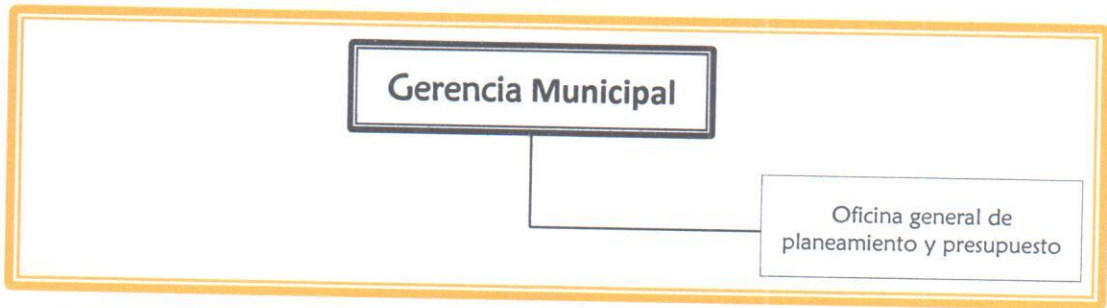 Gerencia Municipal
Oficina general de
planeamiento y presupuesto